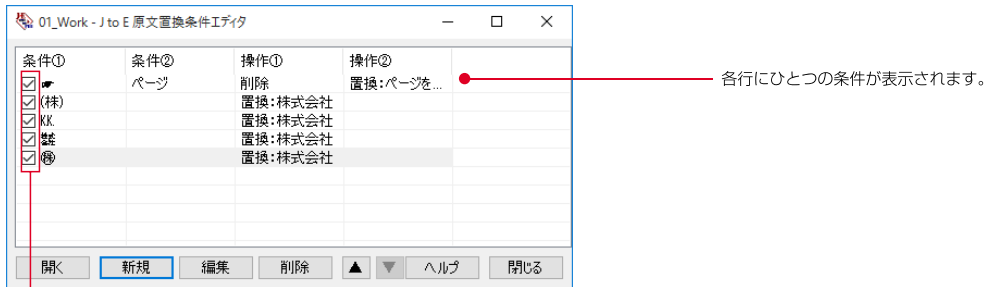 01_Work - J to E 原文置換条件エディタ
条件① 条件② 操作① 操作②
☛ ページ 削除 置換:ページを...
(株) 置換:株式会社
K.K. 置換:株式会社
㍿ 置換:株式会社
㊑ 置換:株式会社
開く 新規 編集 削除 ▲ ▼ ヘルプ 閉じる
各行にひとつの条件が表示されます。